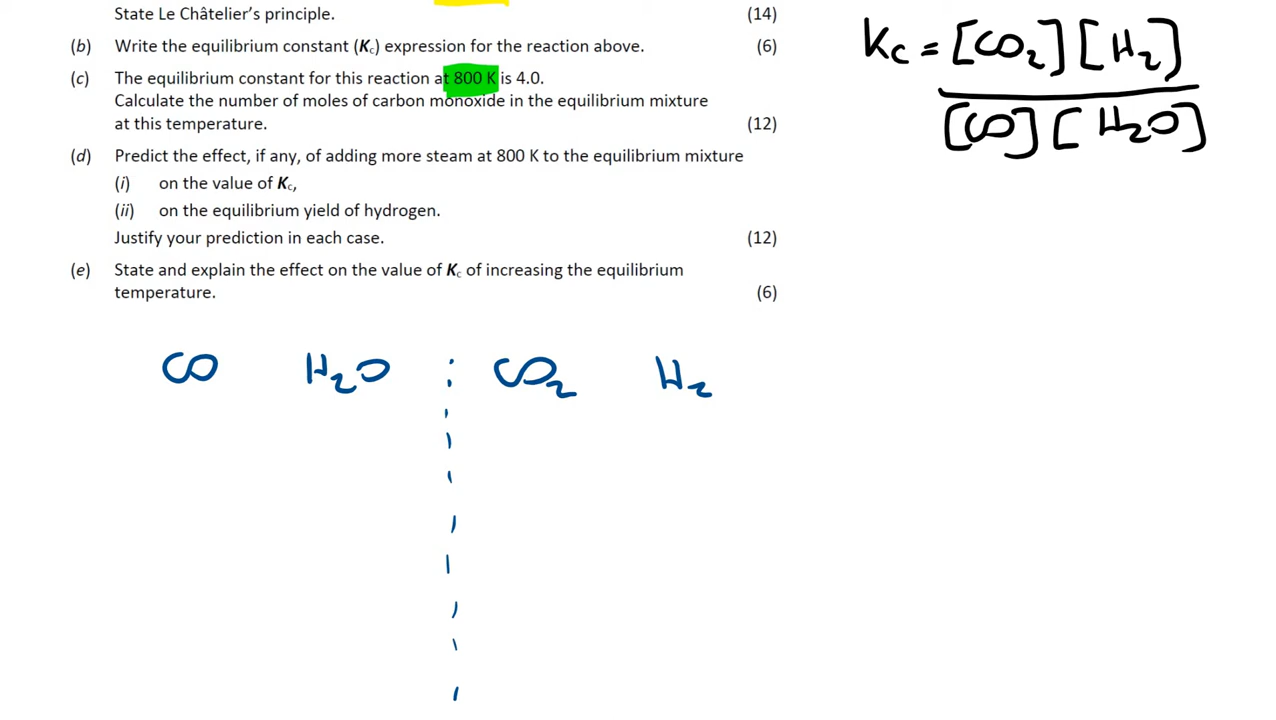 State Le Châtelier's principle. (14)
(b) Write the equilibrium constant (Kc) expression for the reaction above. (6)
(c) The equilibrium constant for this reaction at 800 K is 4.0.
Calculate the number of moles of carbon monoxide in the equilibrium mixture
at this temperature. (12)
(d) Predict the effect, if any, of adding more steam at 800 K to the equilibrium mixture
(i) on the value of Kc,
(ii) on the equilibrium yield of hydrogen.
Justify your prediction in each case. (12)
(e) State and explain the effect on the value of Kc of increasing the equilibrium
temperature. (6)
Kc = [CO2][H2]
[CO][H2O]
CO H2O CO2 H2